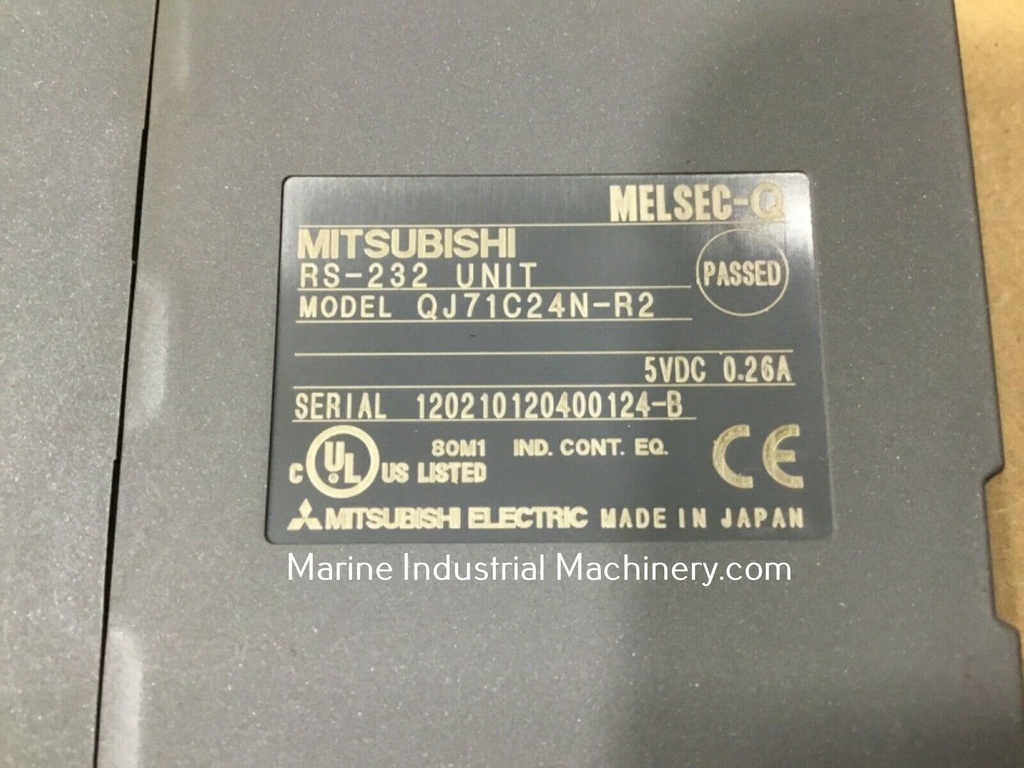 MELSEC-Q
MITSUBISHI
RS-232 UNIT
PASSED
MODEL QJ71C24N-R2
5VDC 0.26A
SERIAL 120210120400124-B
C UL US LISTED
80M1 IND. CONT. EQ.
CE
MITSUBISHI ELECTRIC MADE IN JAPAN
Marine Industrial Machinery.com